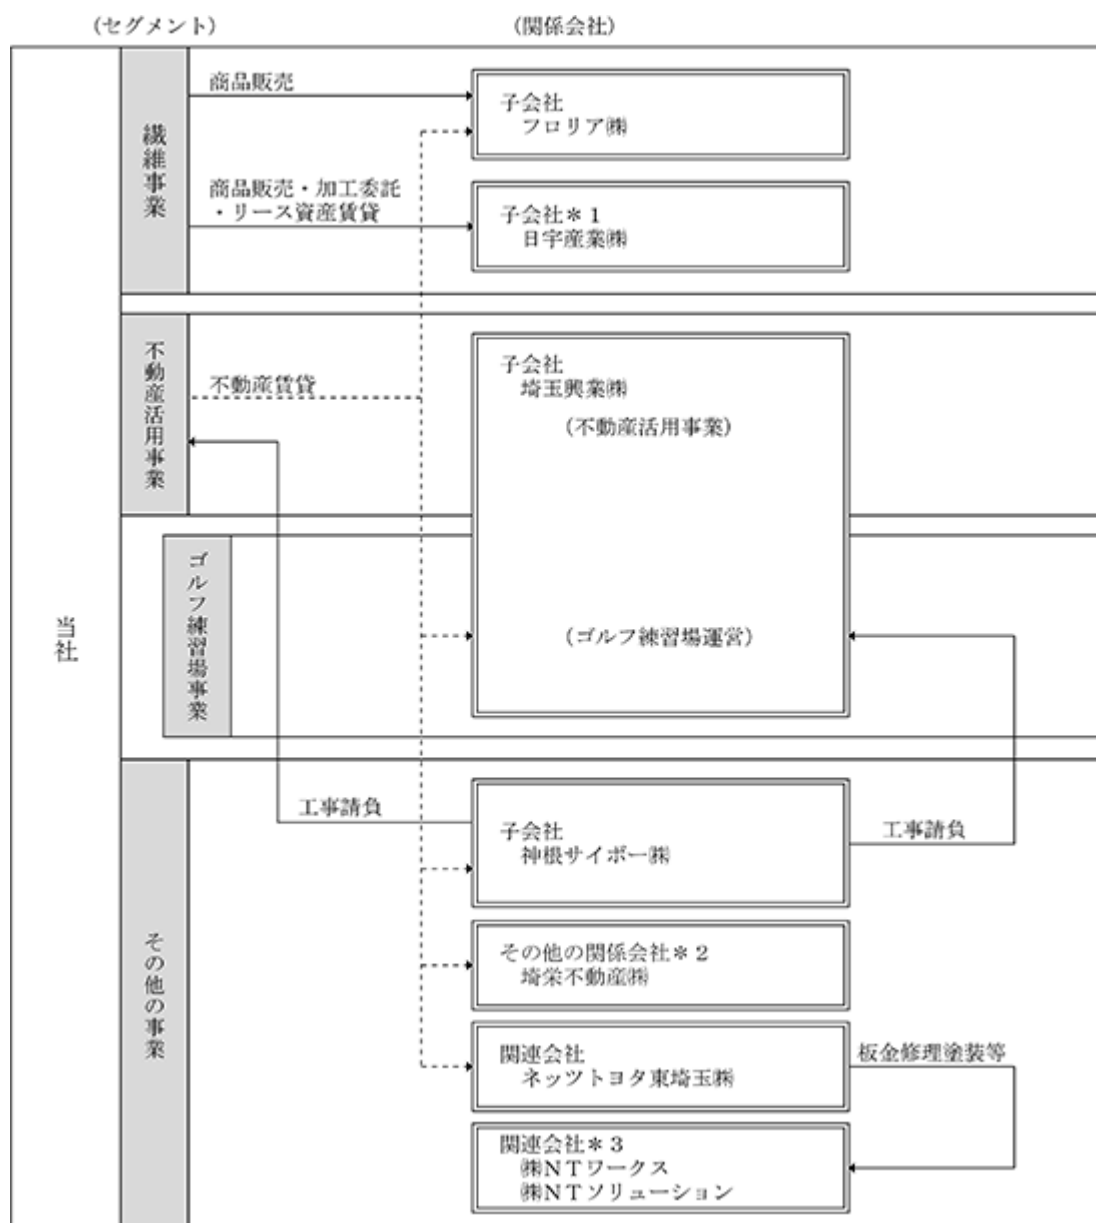 (セグメント)
(関係会社)
当社
繊維事業
商品販売
子会社
フロリア㈱
商品販売・加工委託
・リース資産賃貸
子会社＊１
日宇産業㈱
不動産活用事業
不動産賃貸
子会社
埼玉興業㈱
(不動産活用事業)
ゴルフ練習場事業
(ゴルフ練習場運営)
その他の事業
工事請負
子会社
神根サイボー㈱
工事請負
その他の関係会社＊２
埼栄不動産㈱
関連会社
ネッツトヨタ東埼玉㈱
板金修理塗装等
関連会社＊３
㈱ＮＴワークス
㈱ＮＴソリューション